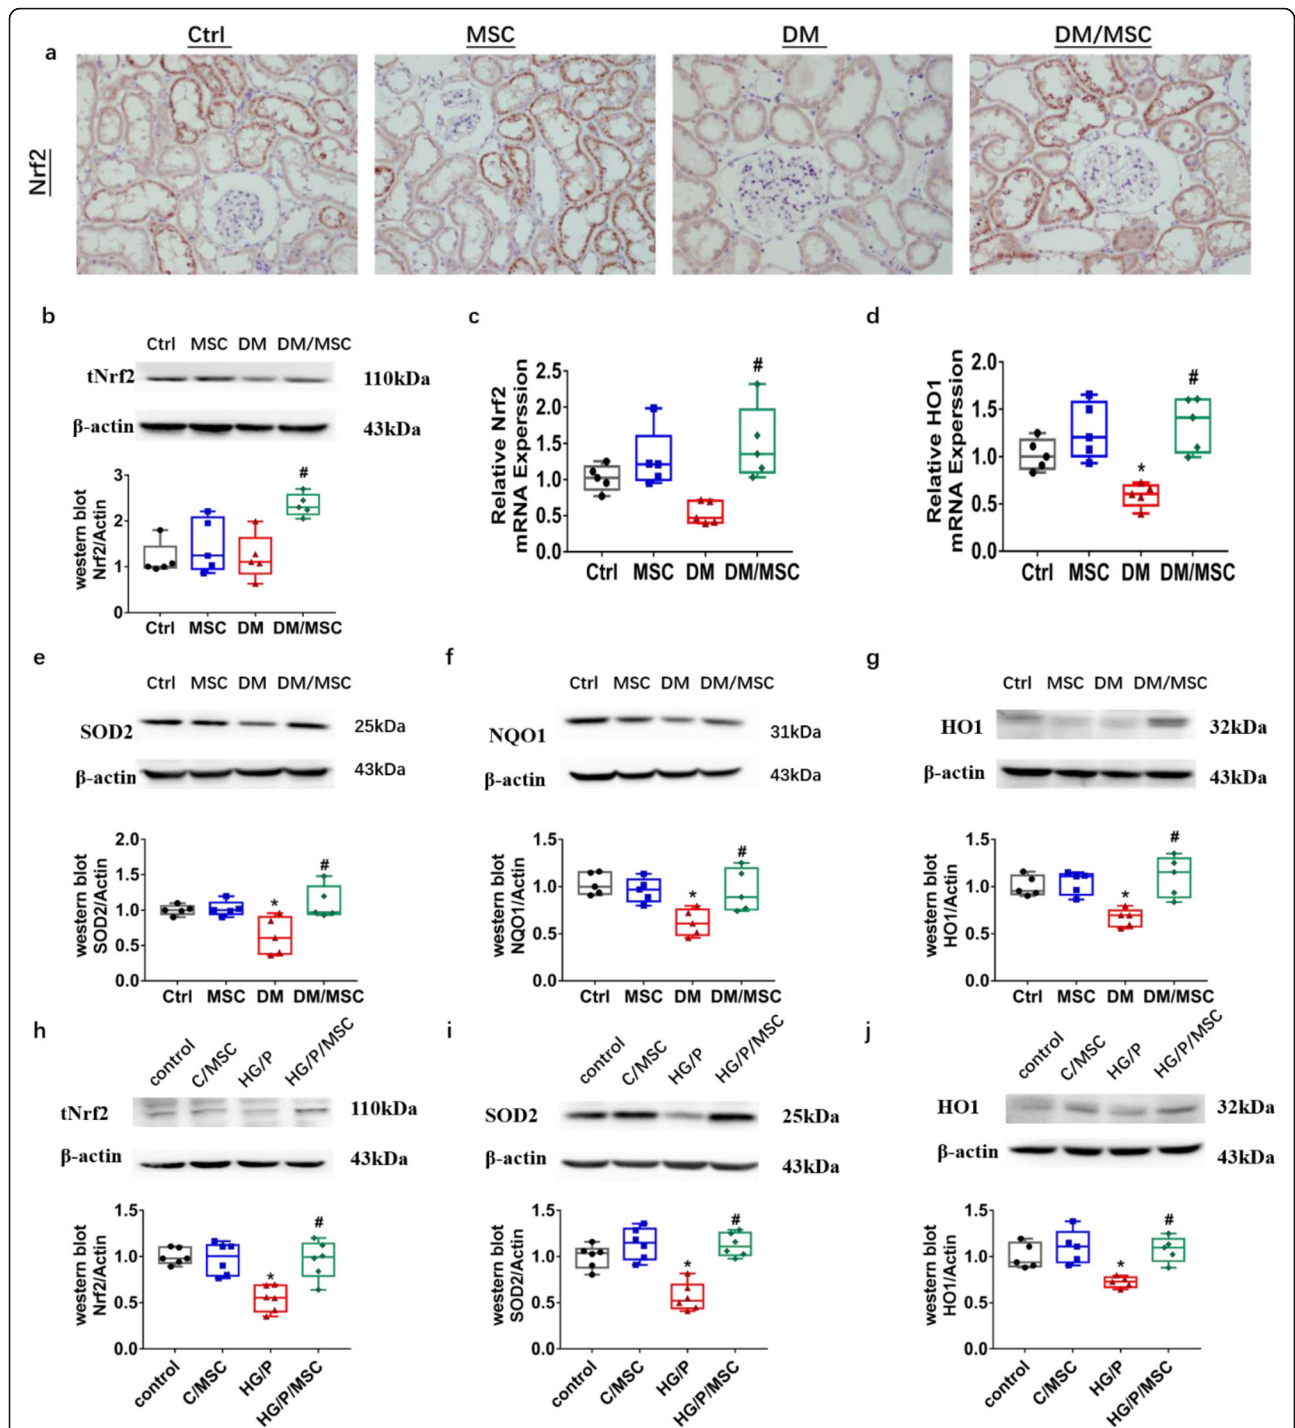 Ctrl MSC DM DM/MSC
a
Nrf2
b
Ctrl MSC DM DM/MSC
tNrf2 110kDa
β-actin 43kDa
western blot
Nrf2/Actin
3
2
1
0
#
Ctrl MSC DM DM/MSC
c
Relative Nrf2
mRNA Experssion
2.5
2.0
1.5
1.0
0.5
0.0
#
Ctrl MSC DM DM/MSC
d
Relative HO1
mRNA Experssion
2.0
1.5
1.0
0.5
0.0
* #
Ctrl MSC DM DM/MSC
e
Ctrl MSC DM DM/MSC
SOD2 25kDa
β-actin 43kDa
western blot
SOD2/Actin
2.0
1.5
1.0
0.5
0.0
* #
Ctrl MSC DM DM/MSC
f
Ctrl MSC DM DM/MSC
NQO1 31kDa
β-actin 43kDa
western blot
NQO1/Actin
1.5
1.0
0.5
0.0
* #
Ctrl MSC DM DM/MSC
g
Ctrl MSC DM DM/MSC
HO1 32kDa
β-actin 43kDa
western blot
HO1/Actin
1.5
1.0
0.5
0.0
* #
Ctrl MSC DM DM/MSC
h
control C/MSC HG/P HG/P/MSC
tNrf2 110kDa
β-actin 43kDa
western blot
Nrf2/Actin
1.5
1.0
0.5
0.0
* #
control C/MSC HG/P HG/P/MSC
i
control C/MSC HG/P HG/P/MSC
SOD2 25kDa
β-actin 43kDa
western blot
SOD2/Actin
1.5
1.0
0.5
0.0
* #
control C/MSC HG/P HG/P/MSC
j
control C/MSC HG/P HG/P/MSC
HO1 32kDa
β-actin 43kDa
western blot
HO1/Actin
1.5
1.0
0.5
0.0
* #
control C/MSC HG/P HG/P/MSC